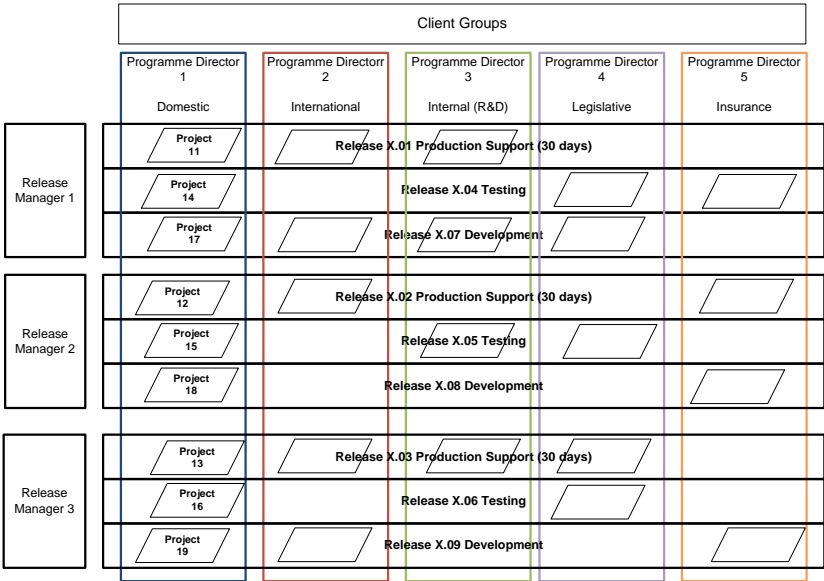 Client Groups
Programme Director
1
Domestic
Programme Directorr
2
International
Programme Director
3
Internal (R&D)
Programme Director
4
Legislative
Programme Director
5
Insurance
Release
Manager 1
Project
11
Release X.01 Production Support (30 days)
Project
14
Release X.04 Testing
Project
17
Release X.07 Development
Release
Manager 2
Project
12
Release X.02 Production Support (30 days)
Project
15
Release X.05 Testing
Project
18
Release X.08 Development
Release
Manager 3
Project
13
Release X.03 Production Support (30 days)
Project
16
Release X.06 Testing
Project
19
Release X.09 Development